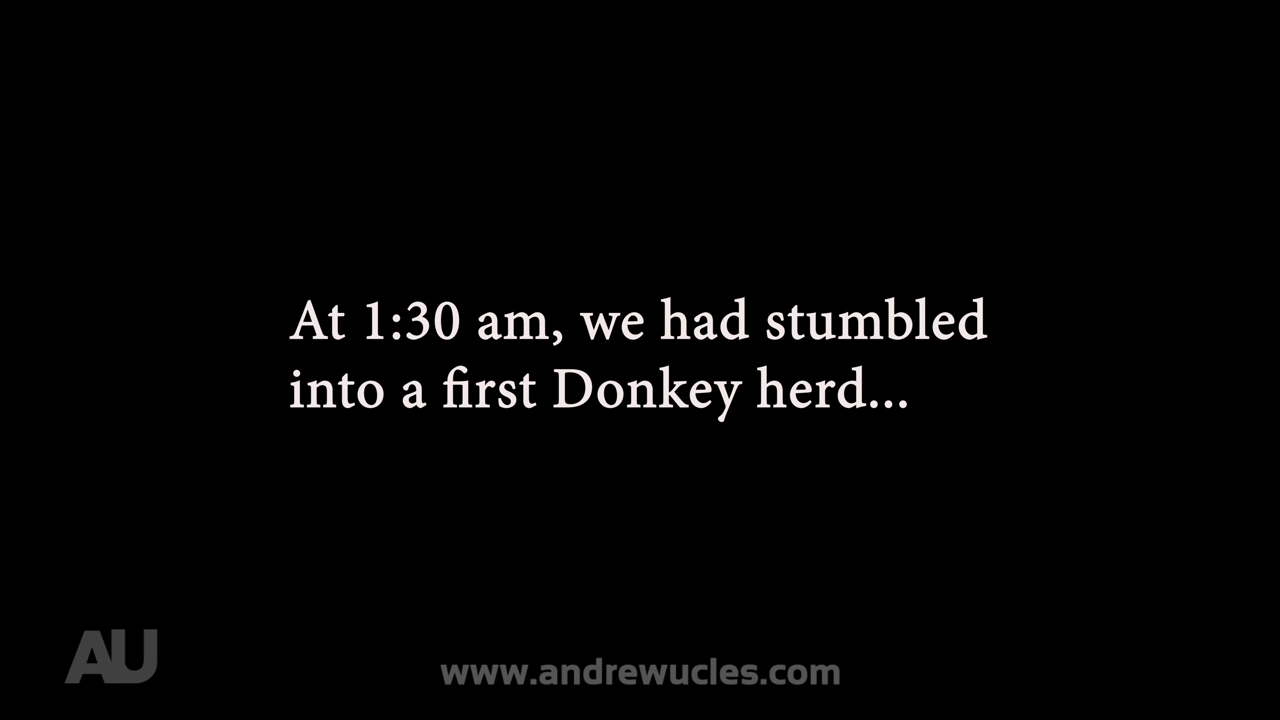 At 1:30 am, we had stumbled
into a first Donkey herd...
AU
www.andrewucles.com